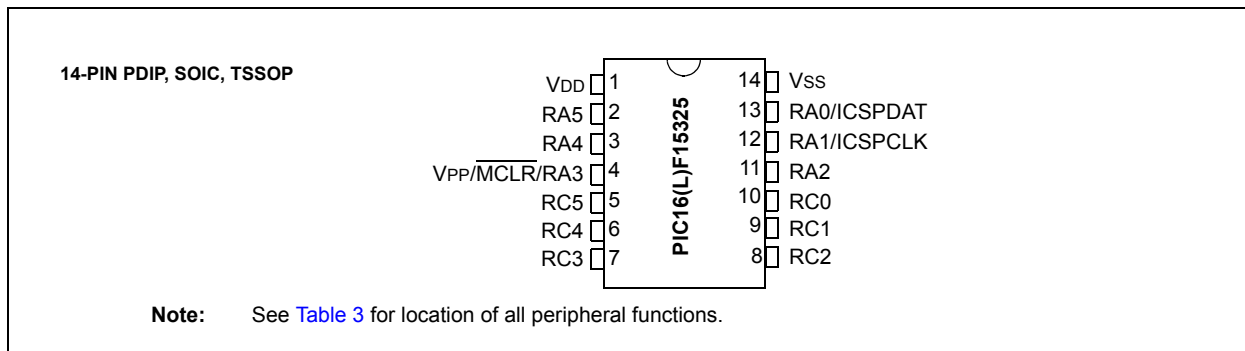 14-PIN PDIP, SOIC, TSSOP
VDD 1 14 VSS
RA5 2 13 RA0/ICSPDAT
RA4 3 12 RA1/ICSPCLK
VPP/MCLR/RA3 4 11 RA2
RC5 5 10 RC0
RC4 6 9 RC1
RC3 7 8 RC2
PIC16(L)F15325
Note: See Table 3 for location of all peripheral functions.